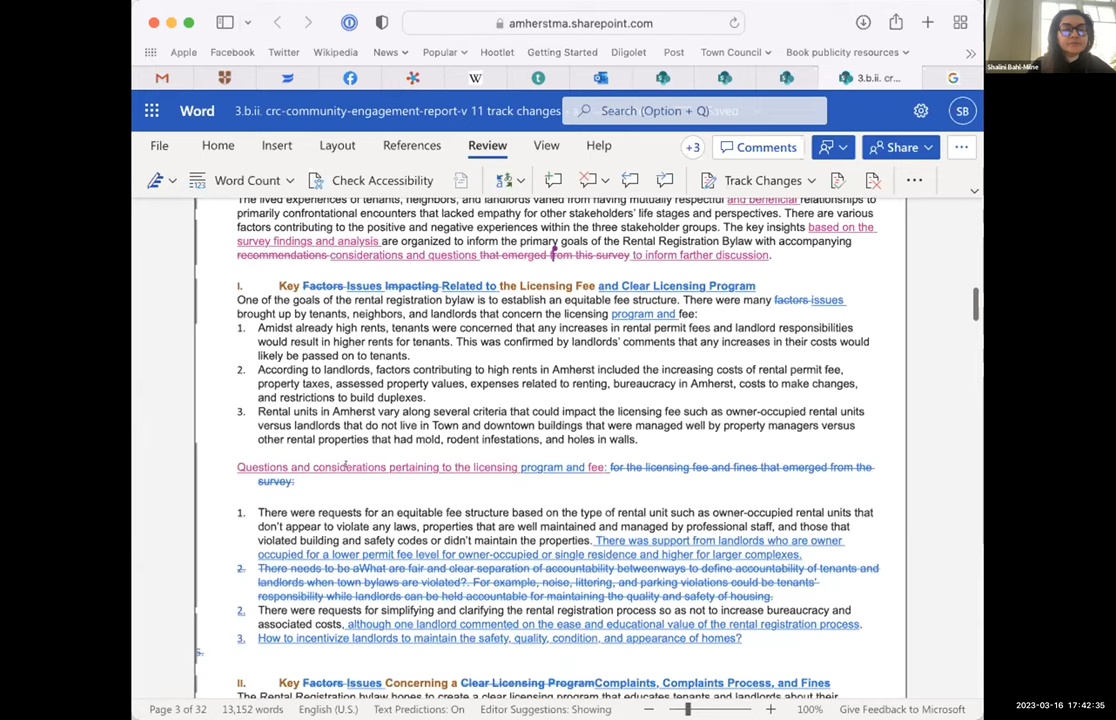 amherstma.sharepoint.com
Apple Facebook Twitter Wikipedia News Popular Hootlet Getting Started Diigolet Post Town Council Book publicity resources
3.b.ii. cr...
Word 3.b.ii. crc-community-engagement-report-v 11 track changes Search (Option + Q)
SB
File Home Insert Layout References Review View Help +3 Comments Share
Word Count Check Accessibility Track Changes
The lived experiences of tenants, neighbors, and landlords varied from having mutually respectful and beneficial relationships to
primarily confrontational encounters that lacked empathy for other stakeholders' life stages and perspectives. There are various
factors contributing to the positive and negative experiences within the three stakeholder groups. The key insights based on the
survey findings and analysis are organized to inform the primary goals of the Rental Registration Bylaw with accompanying
recommendations considerations and questions that emerged from this survey to inform farther discussion.
I. Key Factors Issues Impacting Related to the Licensing Fee and Clear Licensing Program
One of the goals of the rental registration bylaw is to establish an equitable fee structure. There were many factors issues
brought up by tenants, neighbors, and landlords that concern the licensing program and fee:
1. Amidst already high rents, tenants were concerned that any increases in rental permit fees and landlord responsibilities
would result in higher rents for tenants. This was confirmed by landlords' comments that any increases in their costs would
likely be passed on to tenants.
2. According to landlords, factors contributing to high rents in Amherst included the increasing costs of rental permit fee,
property taxes, assessed property values, expenses related to renting, bureaucracy in Amherst, costs to make changes,
and restrictions to build duplexes.
3. Rental units in Amherst vary along several criteria that could impact the licensing fee such as owner-occupied rental units
versus landlords that do not live in Town and downtown buildings that were managed well by property managers versus
other rental properties that had mold, rodent infestations, and holes in walls.
Questions and considerations pertaining to the licensing program and fee: for the licensing fee and fines that emerged from the
survey:
1. There were requests for an equitable fee structure based on the type of rental unit such as owner-occupied rental units that
don't appear to violate any laws, properties that are well maintained and managed by professional staff, and those that
violated building and safety codes or didn't maintain the properties. There was support from landlords who are owner
occupied for a lower permit fee level for owner-occupied or single residence and higher for larger complexes.
2. There needs to be aWhat are fair and clear separation of accountability betweenways to define accountability of tenants and
landlords when town bylaws are violated?. For example, noise, littering, and parking violations could be tenants'
responsibility while landlords can be held accountable for maintaining the quality and safety of housing.
2. There were requests for simplifying and clarifying the rental registration process so as not to increase bureaucracy and
associated costs, although one landlord commented on the ease and educational value of the rental registration process.
3. How to incentivize landlords to maintain the safety, quality, condition, and appearance of homes?
II. Key Factors Issues Concerning a Clear Licensing ProgramComplaints, Complaints Process, and Fines
The Rental Registration bylaw hopes to create a clear licensing program that educates tenants and landlords about their
Page 3 of 32 13,152 words English (U.S.) Text Predictions: On Editor Suggestions: Showing 100% Give Feedback to Microsoft
Shalini Bahl-Milne
2023-03-16 17:42:35